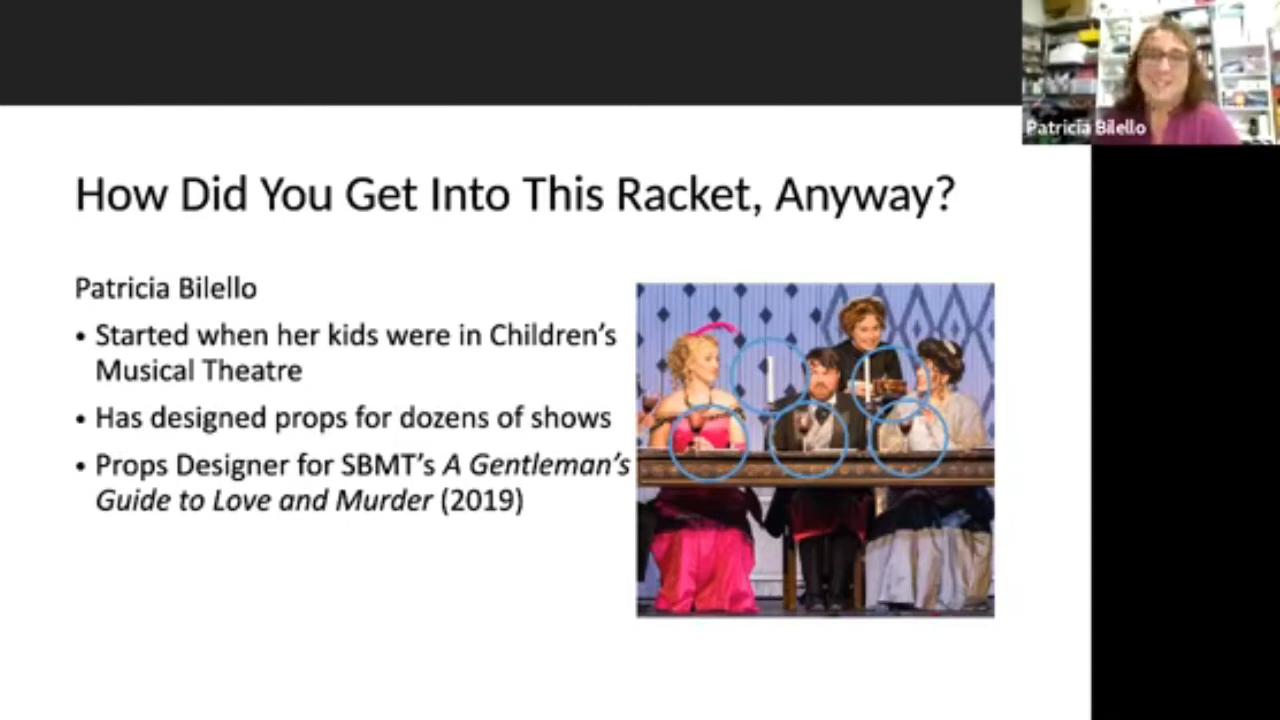 Patricia Bilello
How Did You Get Into This Racket, Anyway?
Patricia Bilello
• Started when her kids were in Children's
Musical Theatre
• Has designed props for dozens of shows
• Props Designer for SBMT's A Gentleman's
Guide to Love and Murder (2019)